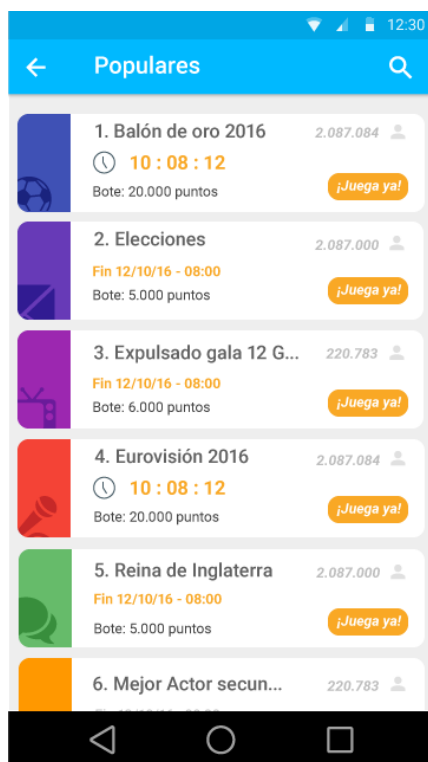 12:30
Populares
1. Balón de oro 2016 2.087.084
10 : 08 : 12
Bote: 20.000 puntos ¡Juega ya!
2. Elecciones 2.087.000
Fin 12/10/16 - 08:00
Bote: 5.000 puntos ¡Juega ya!
3. Expulsado gala 12 G... 220.783
Fin 12/10/16 - 08:00
Bote: 6.000 puntos ¡Juega ya!
4. Eurovisión 2016 2.087.084
10 : 08 : 12
Bote: 20.000 puntos ¡Juega ya!
5. Reina de Inglaterra 2.087.000
Fin 12/10/16 - 08:00
Bote: 5.000 puntos ¡Juega ya!
6. Mejor Actor secun... 220.783